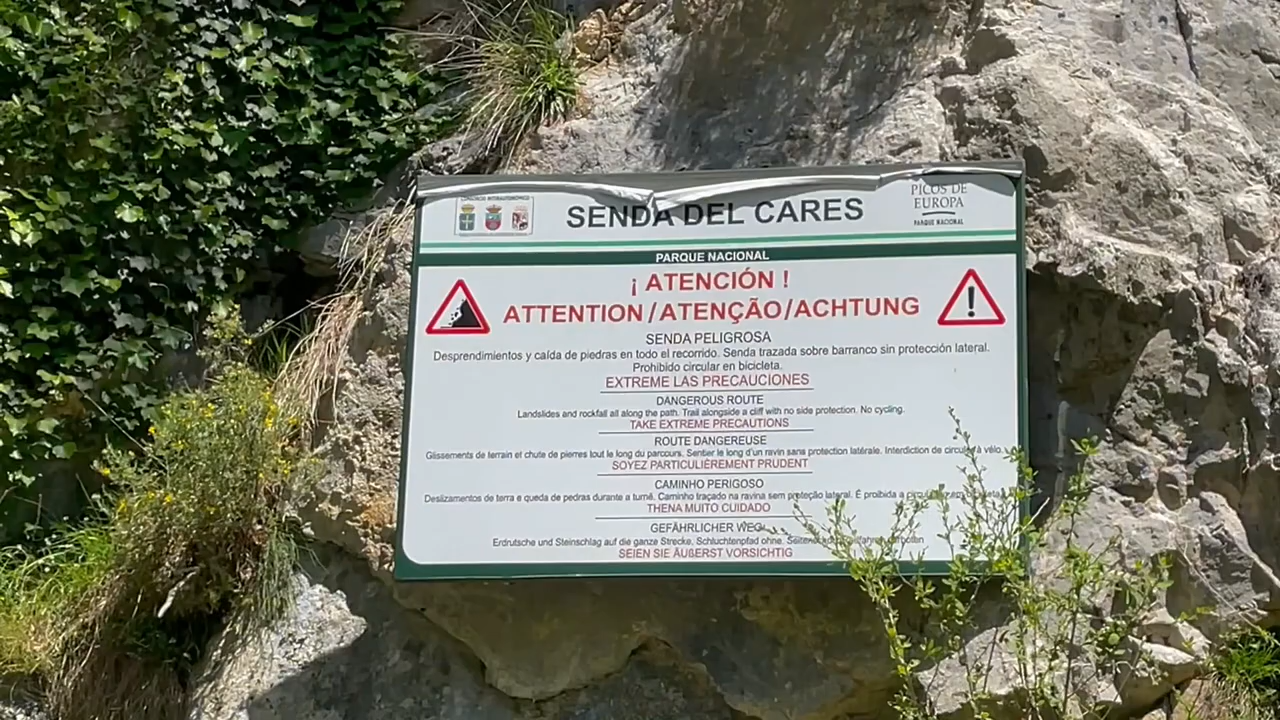 CONSORCIO INTERAUTONÓMICO
SENDA DEL CARES
PICOS DE
EUROPA
PARQUE NACIONAL
PARQUE NACIONAL
¡ ATENCIÓN !
ATTENTION/ATENÇÃO/ACHTUNG
SENDA PELIGROSA
Desprendimientos y caída de piedras en todo el recorrido. Senda trazada sobre barranco sin protección lateral.
Prohibido circular en bicicleta.
EXTREME LAS PRECAUCIONES
DANGEROUS ROUTE
Landslides and rockfall all along the path. Trail alongside a cliff with no side protection. No cycling.
TAKE EXTREME PRECAUTIONS
ROUTE DANGEREUSE
Glissements de terrain et chute de pierres tout le long du parcours. Sentier le long d'un ravin sans protection latérale. Interdiction de circuler à vélo.
SOYEZ PARTICULIÈREMENT PRUDENT
CAMINHO PERIGOSO
Deslizamentos de terra e queda de pedras durante a turnê. Caminho traçado na ravina sem proteção lateral. É proibida a
THENA MUITO CUIDADO
GEFÄHRLICHER WEG
Erdrutsche und Steinschlag auf die ganze Strecke, Schluchtenpfad ohne.
SEIEN SIE ÄUßERST VORSICHTIG